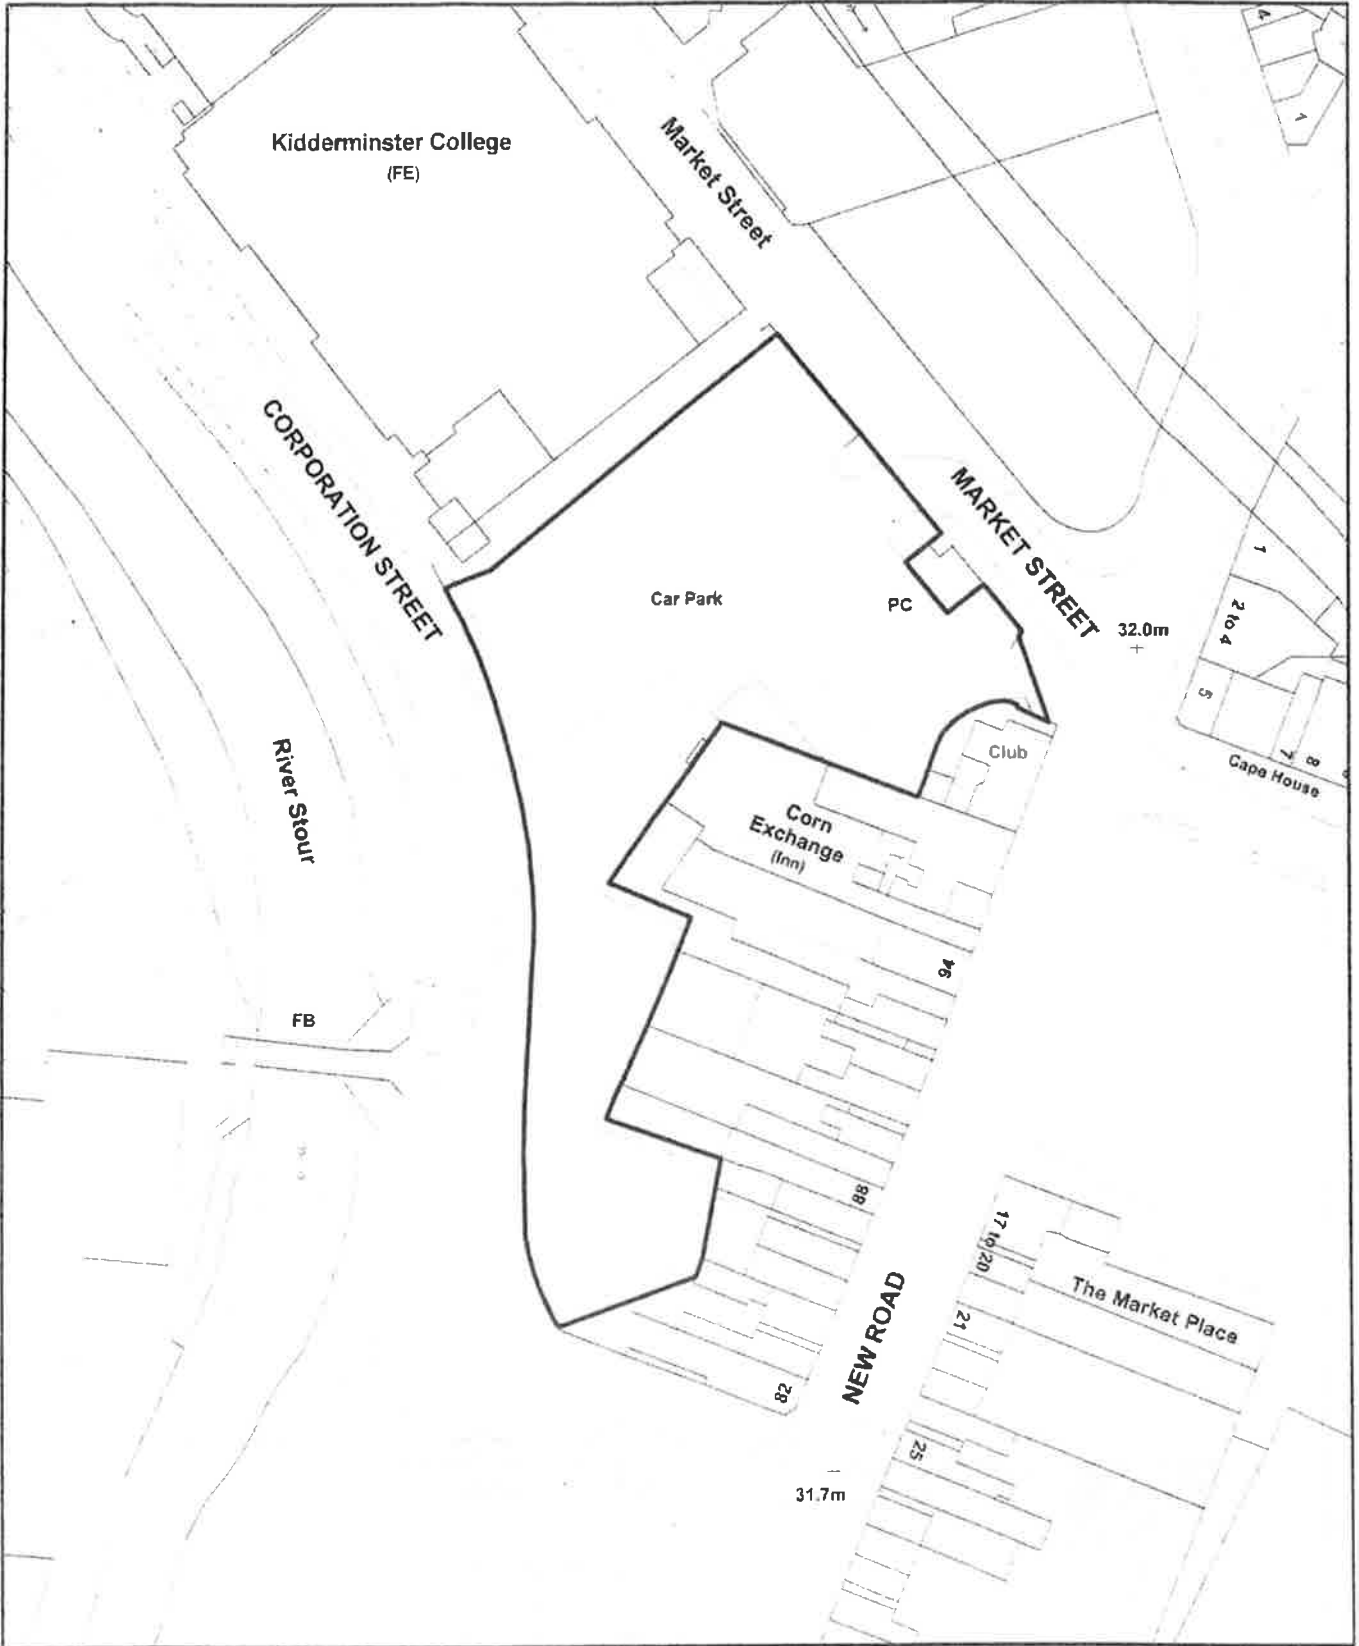 Kidderminster College
(FE)
Market Street
4
1
CORPORATION STREET
MARKET STREET
Car Park
PC
32.0m
1
2 to 4
5
7
8
Cape House
River Stour
Club
Corn
Exchange
(Inn)
94
FB
88
17 to 20
The Market Place
21
NEW ROAD
82
25
31.7m